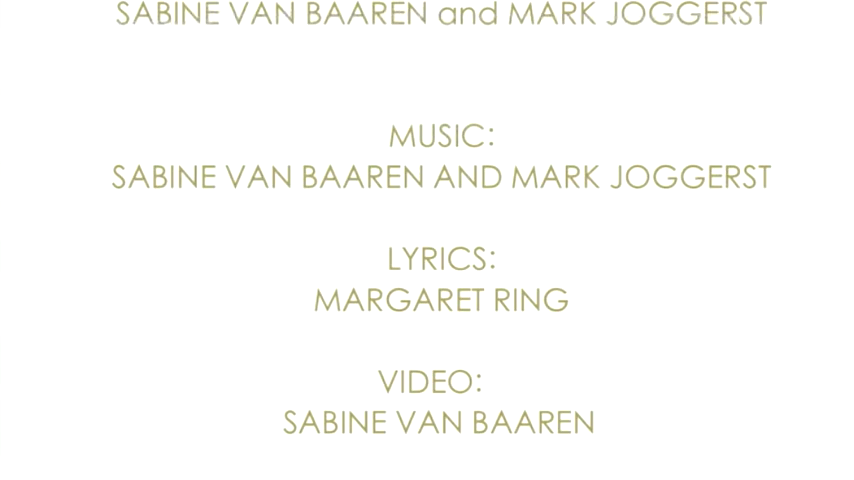 SABINE VAN BAAREN and MARK JOGGERST
MUSIC:
SABINE VAN BAAREN AND MARK JOGGERST
LYRICS:
MARGARET RING
VIDEO:
SABINE VAN BAAREN